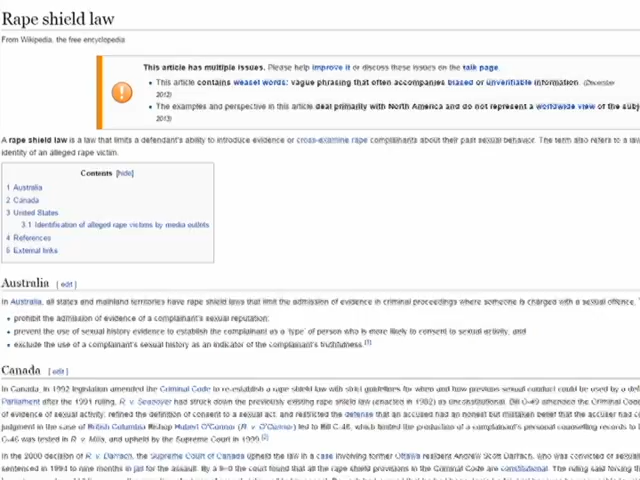 Rape shield law
From Wikipedia, the free encyclopedia
This article has multiple issues. Please help improve it or discuss these issues on the talk page.
• This article contains weasel words: vague phrasing that often accompanies biased or unverifiable information. (December
2012)
• The examples and perspective in this article deal primarily with North America and do not represent a worldwide view of the
2013)
A rape shield law is a law that limits a defendant's ability to introduce evidence or cross-examine rape complainants about their past sexual behavior. The term also refers to a
identity of an alleged rape victim.
Contents [hide]
1 Australia
2 Canada
3 United States
3.1 Identification of alleged rape victims by media outlets
4 References
5 External links
Australia [ edit ]
In Australia, all states and mainland territories have rape shield laws that limit the admission of evidence in criminal proceedings where someone is charged with a sexual offence.
• prohibit the admission of evidence of a complainant's sexual reputation;
• prevent the use of sexual history evidence to establish the complainant as a 'type' of person who is more likely to consent to sexual activity; and
• exclude the use of a complainant's sexual history as an indicator of the complainant's truthfulness.[1]
Canada [ edit ]
In Canada, in 1992 legislation amended the Criminal Code to re-establish a rape shield law with strict guidelines for when and how previous sexual conduct could be used by a
Parliament after the 1991 ruling, R. v. Seaboyer had struck down the previously existing rape shield law (enacted in 1982) as unconstitutional. Bill C-49 amended the Criminal
of evidence of sexual activity; refined the definition of consent to a sexual act, and restricted the defense that an accused had an honest but mistaken belief that the accused had
judgment in the case of British Columbia Bishop Hubert O'Connor (R. v. O'Connor) led to Bill C-46, which limited the production of a complainant's personal counselling records to
C-46 was tested in R. v. Mills, and upheld by the Supreme Court in 1999.[2]
In the 2000 decision of R. v. Darrach, the Supreme Court of Canada upheld the law in a case involving former Ottawa resident Andrew Scott Darrach, who was convicted of
sentenced in 1994 to nine months in jail for the assault. By a 9–0 the court found that all the rape shield provisions in the Criminal Code are constitutional. The ruling said